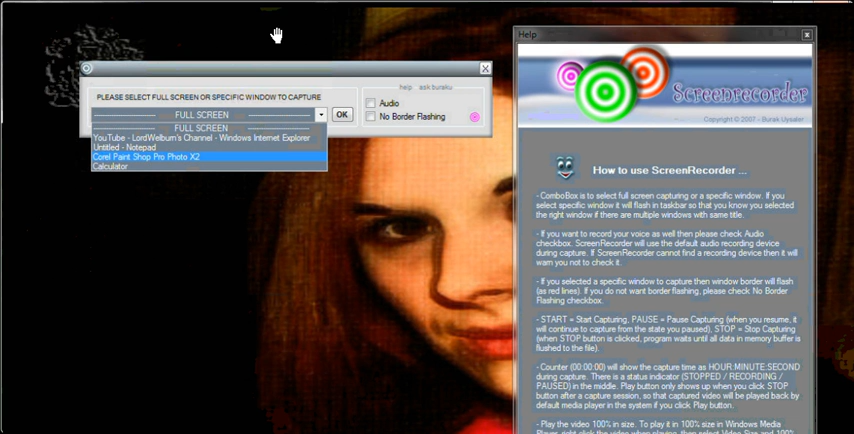 help ask buraku
PLEASE SELECT FULL SCREEN OR SPECIFIC WINDOW TO CAPTURE
FULL SCREEN
OK
Audio
No Border Flashing
FULL SCREEN
YouTube - LordWelburn's Channel - Windows Internet Explorer
Untitled - Notepad
Corel Paint Shop Pro Photo X2
Calculator
Help
Screenrecorder
Copyright © 2007 - Burak Uysaler
How to use ScreenRecorder ...
- ComboBox is to select full screen capturing or a specific window. If you
select specific window it will flash in taskbar so that you know you selected
the right window if there are multiple windows with same title.
- If you want to record your voice as well then please check Audio
checkbox. ScreenRecorder will use the default audio recording device
during capture. If ScreenRecorder cannot find a recording device then it will
warn you not to check it.
- If you selected a specific window to capture then window border will flash
(as red lines). If you do not want border flashing, please check No Border
Flashing checkbox.
- START = Start Capturing, PAUSE = Pause Capturing (when you resume, it
will continue to capture from the state you paused), STOP = Stop Capturing
(when STOP button is clicked, program waits until all data in memory buffer is
flushed to the file).
- Counter (00:00:00) will show the capture time as HOUR:MINUTE:SECOND
during capture. There is a status indicator (STOPPED / RECORDING /
PAUSED) in the middle. Play button only shows up when you click STOP
button after a capture session, so that captured video will be played back by
default media player in the system if you click Play button.
- Play the video 100% in size. To play it in 100% size in Windows Media
Player, right click the video when playing, then select Video Size and 100%